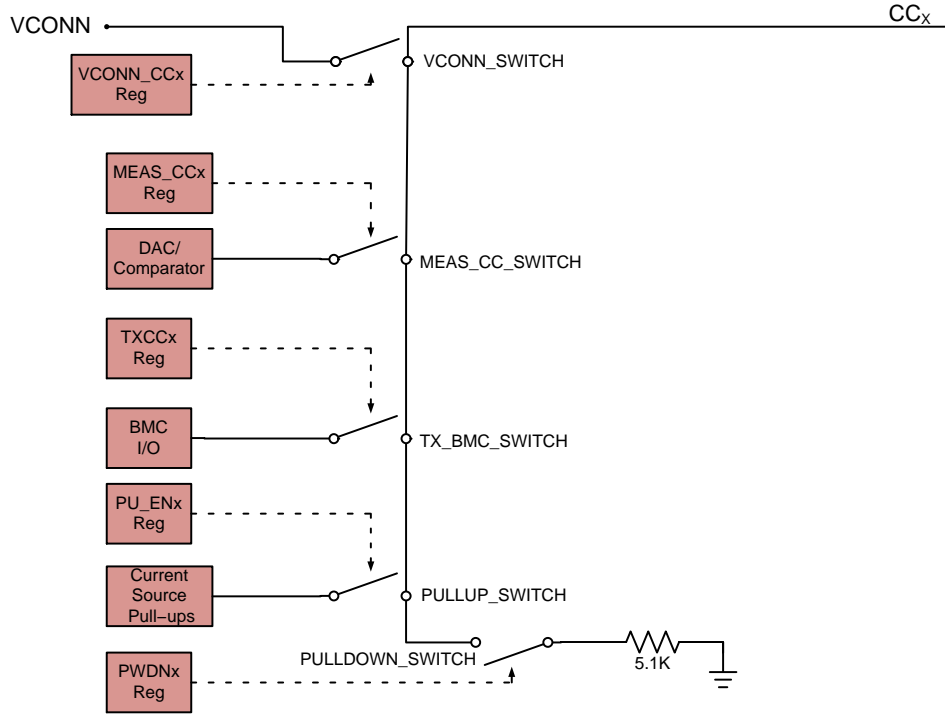 VCONN
CCX
VCONN_CCx
Reg
VCONN_SWITCH
MEAS_CCx
Reg
DAC/
Comparator
MEAS_CC_SWITCH
TXCCx
Reg
BMC
I/O
TX_BMC_SWITCH
PU_ENx
Reg
Current
Source
Pull−ups
PULLUP_SWITCH
PULLDOWN_SWITCH
5.1K
PWDNx
Reg